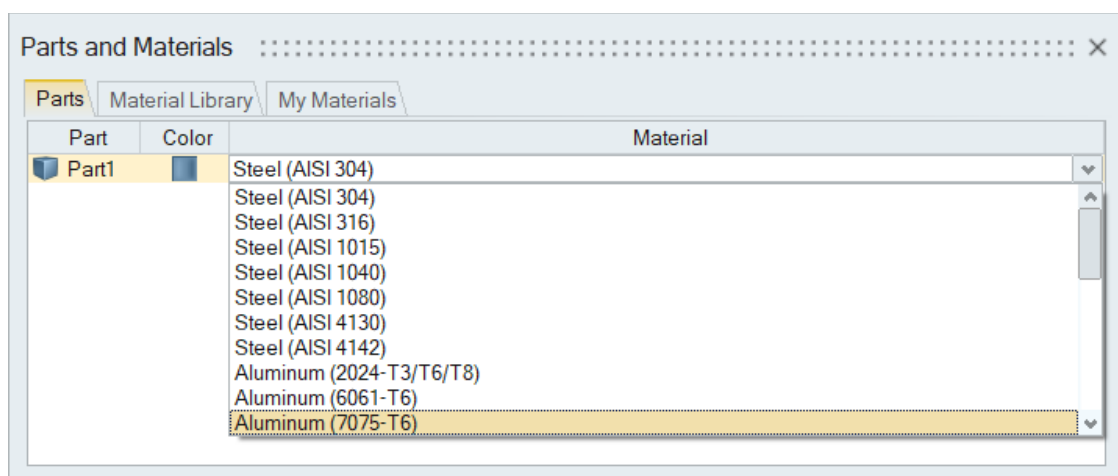 Parts and Materials
Parts Material Library My Materials
Part Color Material
Part1 Steel (AISI 304)
Steel (AISI 304)
Steel (AISI 316)
Steel (AISI 1015)
Steel (AISI 1040)
Steel (AISI 1080)
Steel (AISI 4130)
Steel (AISI 4142)
Aluminum (2024-T3/T6/T8)
Aluminum (6061-T6)
Aluminum (7075-T6)